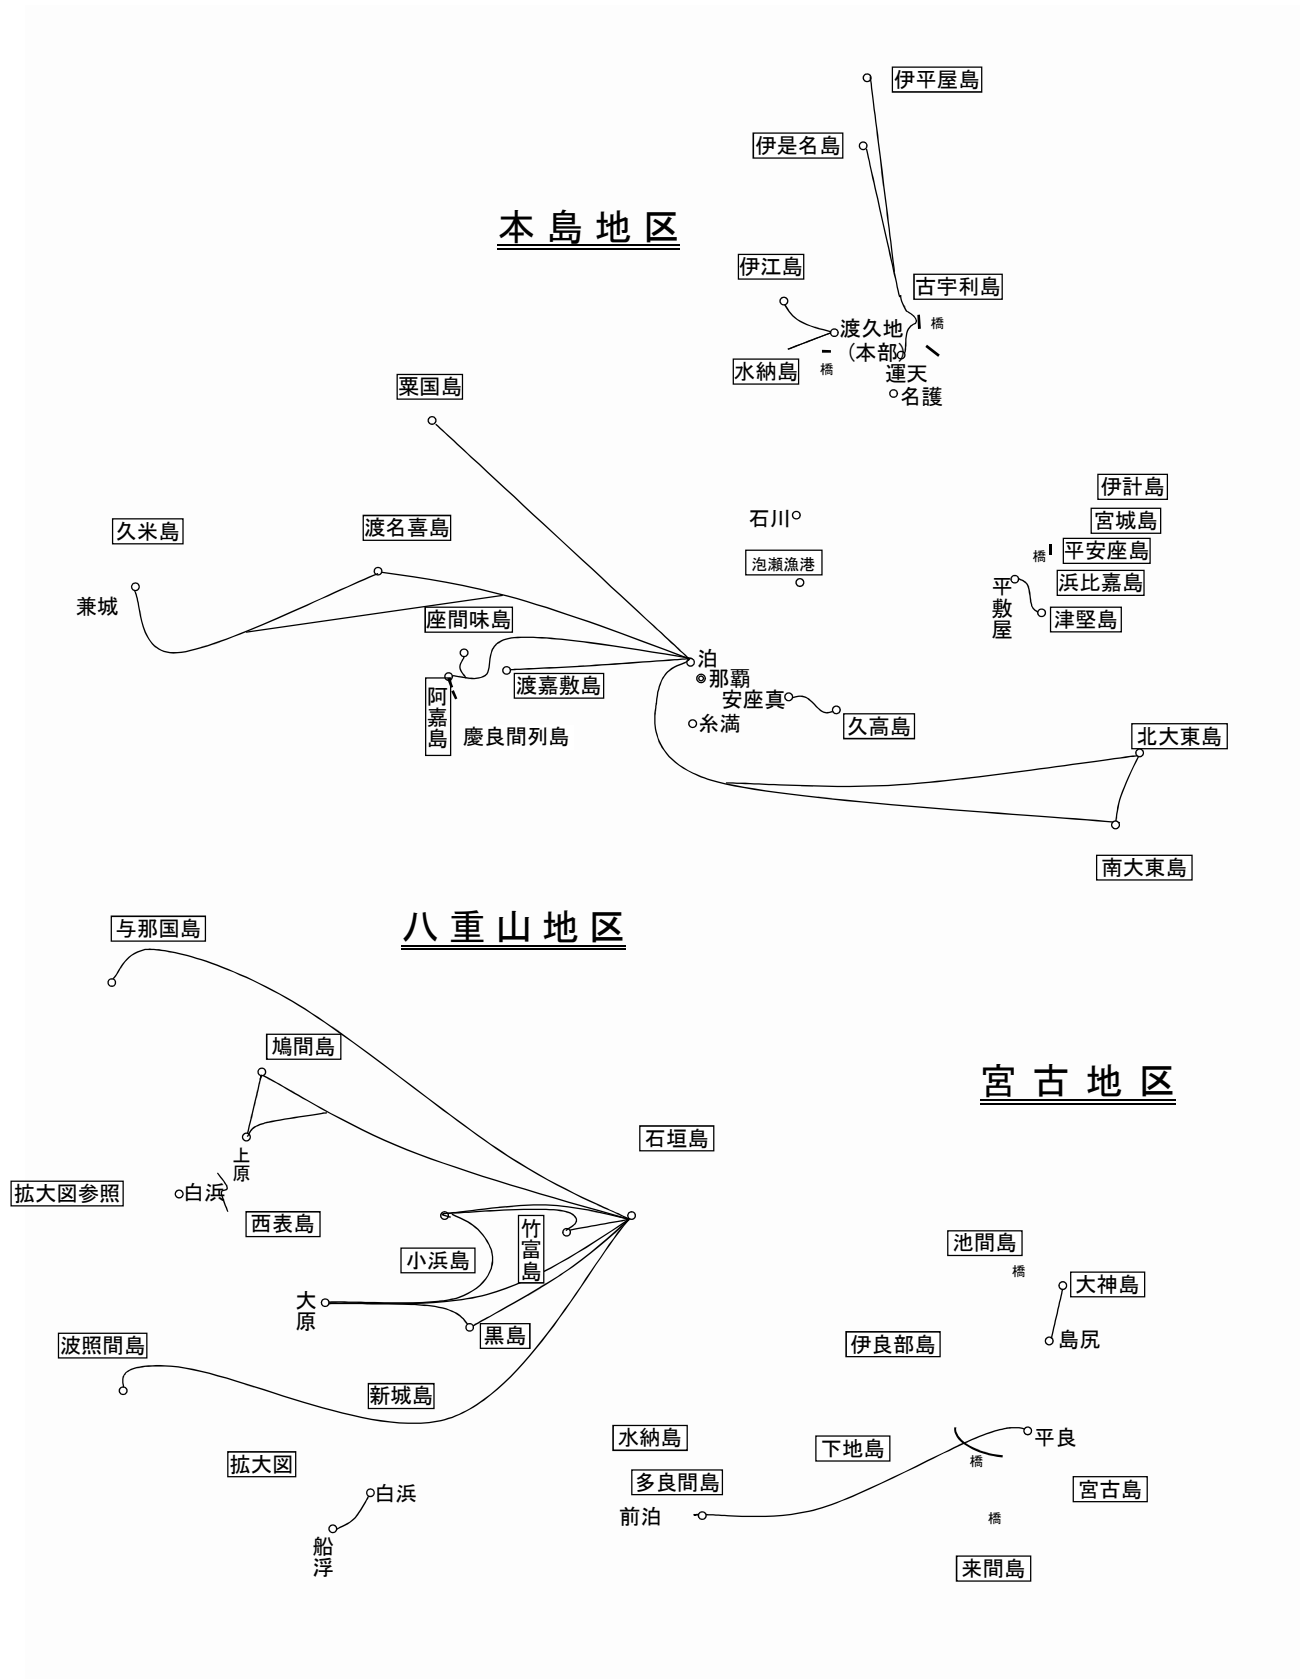 伊平屋島
伊是名島
本島地区
伊江島
古宇利島
渡久地
橋
（本部）
水納島
橋
運天
名護
粟国島
伊計島
石川
宮城島
久米島
渡名喜島
橋
平安座島
泡瀬漁港
浜比嘉島
兼城
平敷屋
座間味島
津堅島
泊
那覇
渡嘉敷島
安座真
阿嘉島
糸満
久高島
慶良間列島
北大東島
南大東島
八重山地区
与那国島
鳩間島
宮古地区
石垣島
上原
拡大図参照
白浜
西表島
竹富島
池間島
小浜島
橋
大神島
大原
黒島
島尻
波照間島
伊良部島
新城島
水納島
下地島
平良
拡大図
橋
多良間島
宮古島
白浜
前泊
橋
船浮
来間島